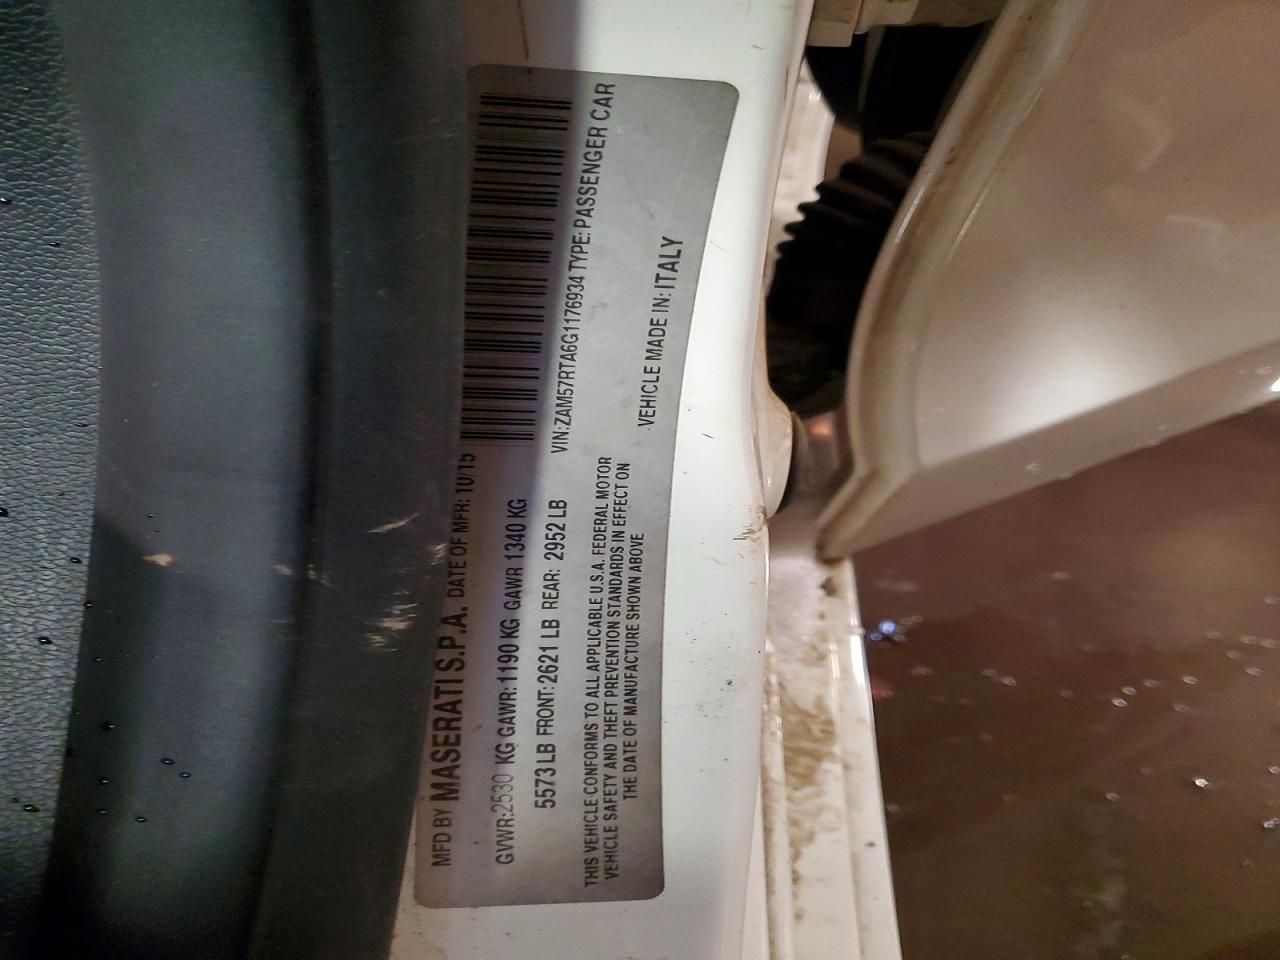 MFD BY MASERATI S.P.A. DATE OF MFR: 10/15
GVWR:2530 KG GAWR:1190 KG GAWR 1340 KG
5573 LB FRONT:2621 LB REAR: 2952 LB
VIN:ZAM57RTA6G1176934 TYPE: PASSENGER CAR
THIS VEHICLE CONFORMS TO ALL APPLICABLE U.S.A. FEDERAL MOTOR
VEHICLE SAFETY AND THEFT PREVENTION STANDARDS IN EFFECT ON
THE DATE OF MANUFACTURE SHOWN ABOVE
VEHICLE MADE IN: ITALY